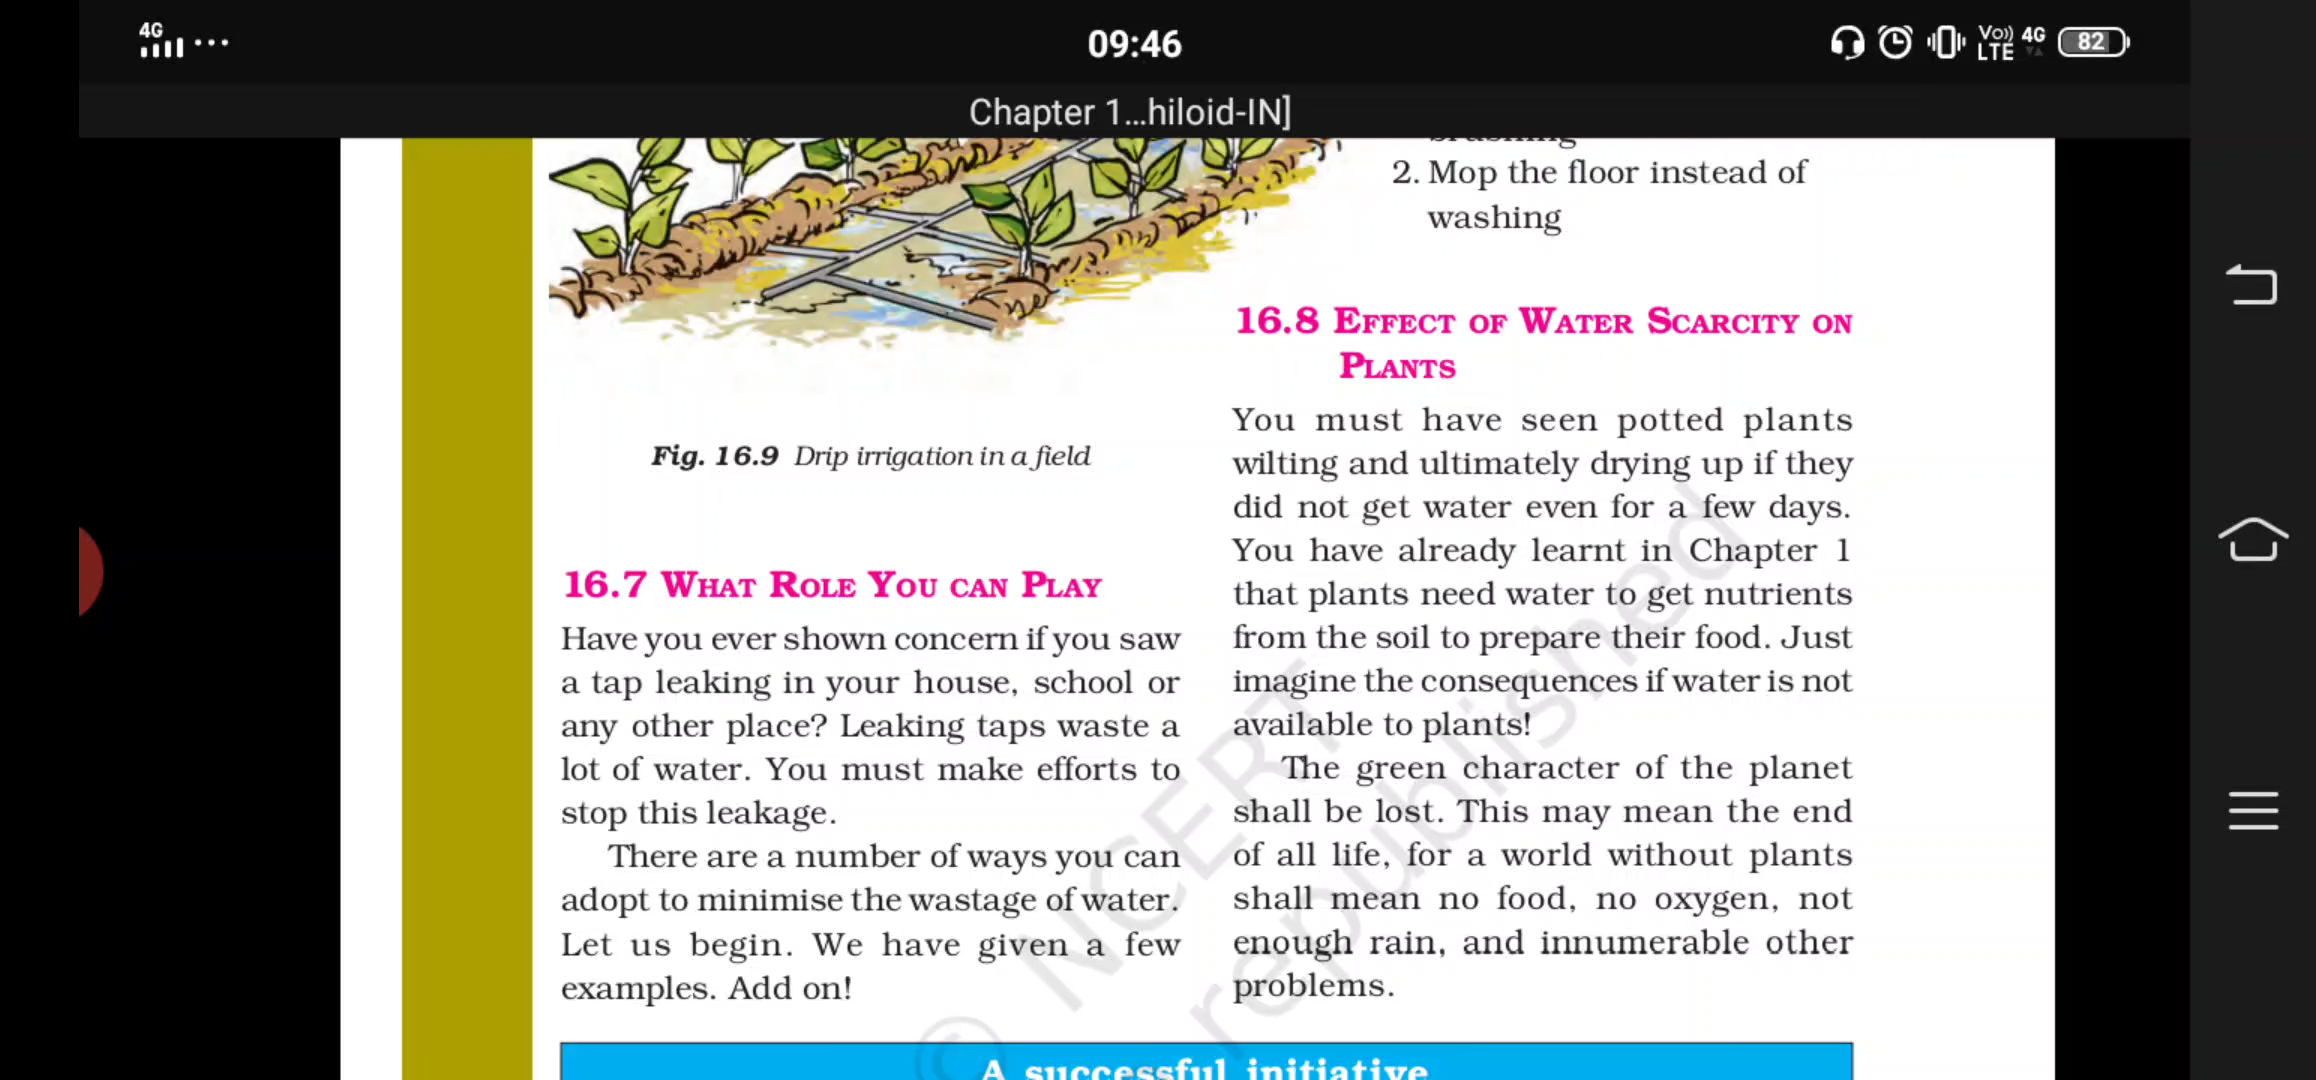 4G
09:46
Vo))
LTE
4G
82
Chapter 1...hiloid-IN]
Fig. 16.9 Drip irrigation in a field
16.7 WHAT ROLE YOU CAN PLAY
Have you ever shown concern if you saw
a tap leaking in your house, school or
any other place? Leaking taps waste a
lot of water. You must make efforts to
stop this leakage.
There are a number of ways you can
adopt to minimise the wastage of water.
Let us begin. We have given a few
examples. Add on!
2. Mop the floor instead of
washing
16.8 EFFECT OF WATER SCARCITY ON
PLANTS
You must have seen potted plants
wilting and ultimately drying up if they
did not get water even for a few days.
You have already learnt in Chapter 1
that plants need water to get nutrients
from the soil to prepare their food. Just
imagine the consequences if water is not
available to plants!
The green character of the planet
shall be lost. This may mean the end
of all life, for a world without plants
shall mean no food, no oxygen, not
enough rain, and innumerable other
problems.
© NCERT
republished
A successful initiative